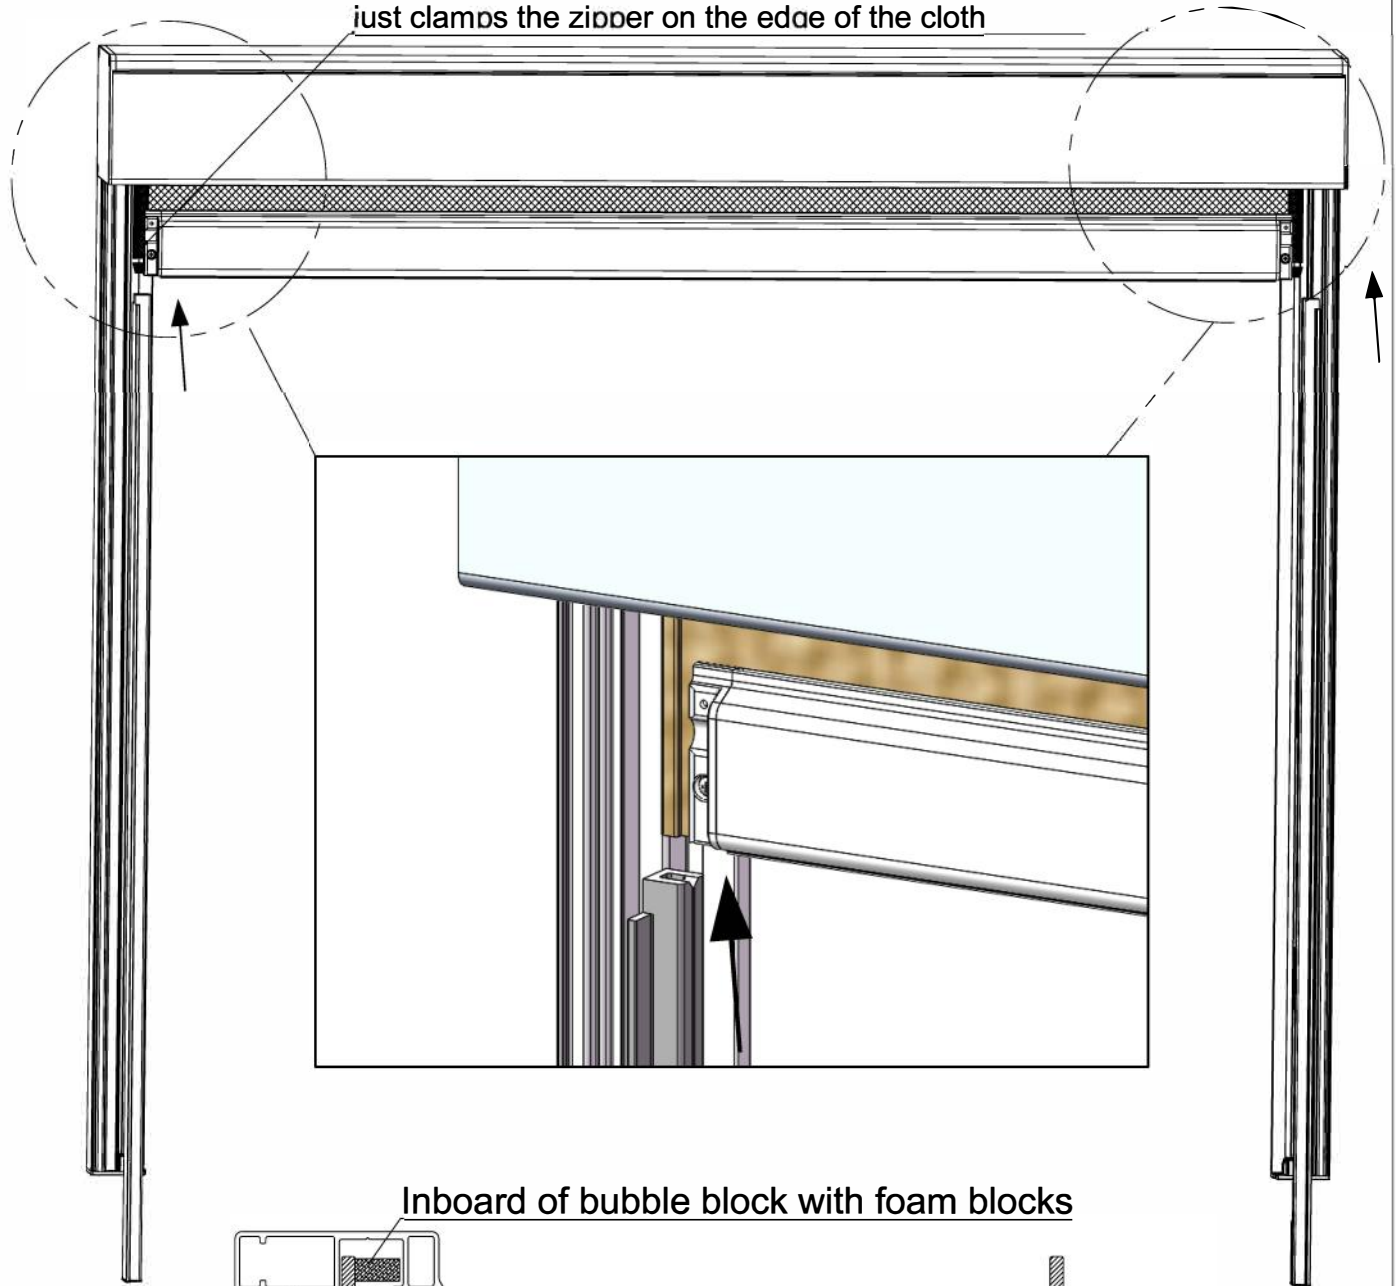 just clamps the zipper on the edge of the cloth
Inboard of bubble block with foam blocks